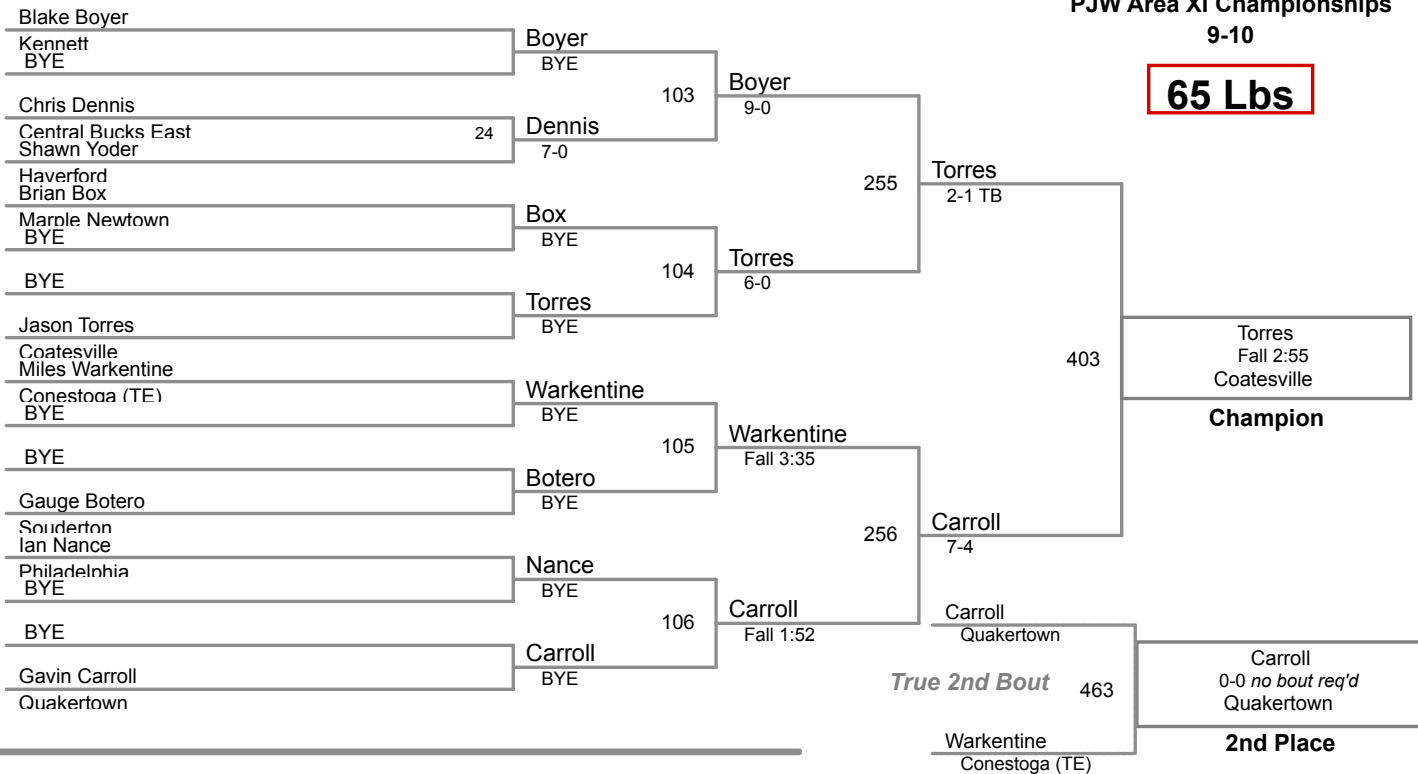 PJW Area XI Championships
9-10
65 Lbs
Blake Boyer
Kennett
BYE
Chris Dennis
Central Bucks East
Shawn Yoder
Haverford
Brian Box
Marple Newtown
BYE
BYE
Jason Torres
Coatesville
Miles Warkentine
Conestoga (TE)
BYE
BYE
Gauge Botero
Souderton
Ian Nance
Philadelphia
BYE
BYE
Gavin Carroll
Quakertown
24
Boyer
BYE
Dennis
7-0
Box
BYE
Torres
BYE
Warkentine
BYE
Botero
BYE
Nance
BYE
Carroll
BYE
103
104
105
106
Boyer
9-0
Torres
6-0
Warkentine
Fall 3:35
Carroll
Fall 1:52
255
256
Torres
2-1 TB
Carroll
7-4
403
Torres
Fall 2:55
Coatesville
Champion
Carroll
Quakertown
True 2nd Bout 463
Warkentine
Conestoga (TE)
Carroll
0-0 no bout req'd
Quakertown
2nd Place